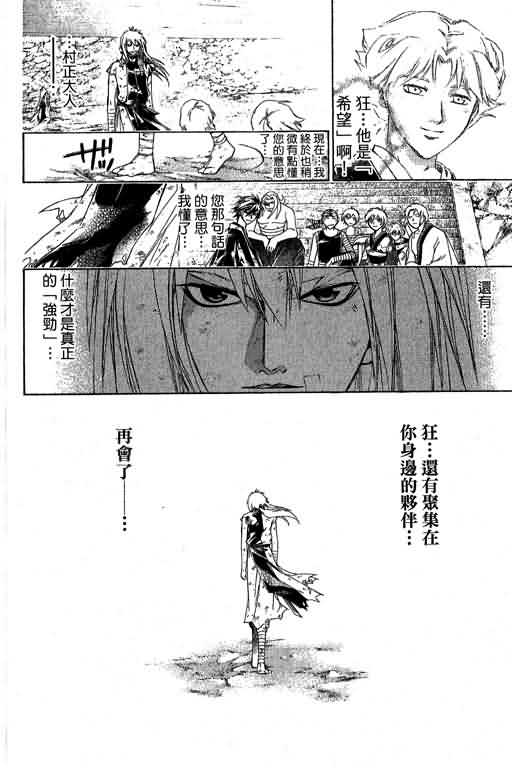 狂…他是「
希望」啊！
…村正大人
——
現在…我
終於也稍
微有點懂
您的意思
了…
您那句話
的意思…
我懂了…
還有……
什麼才是真正
的「強勁」…
狂…還有聚集在
你身邊的夥伴…
再會了——…